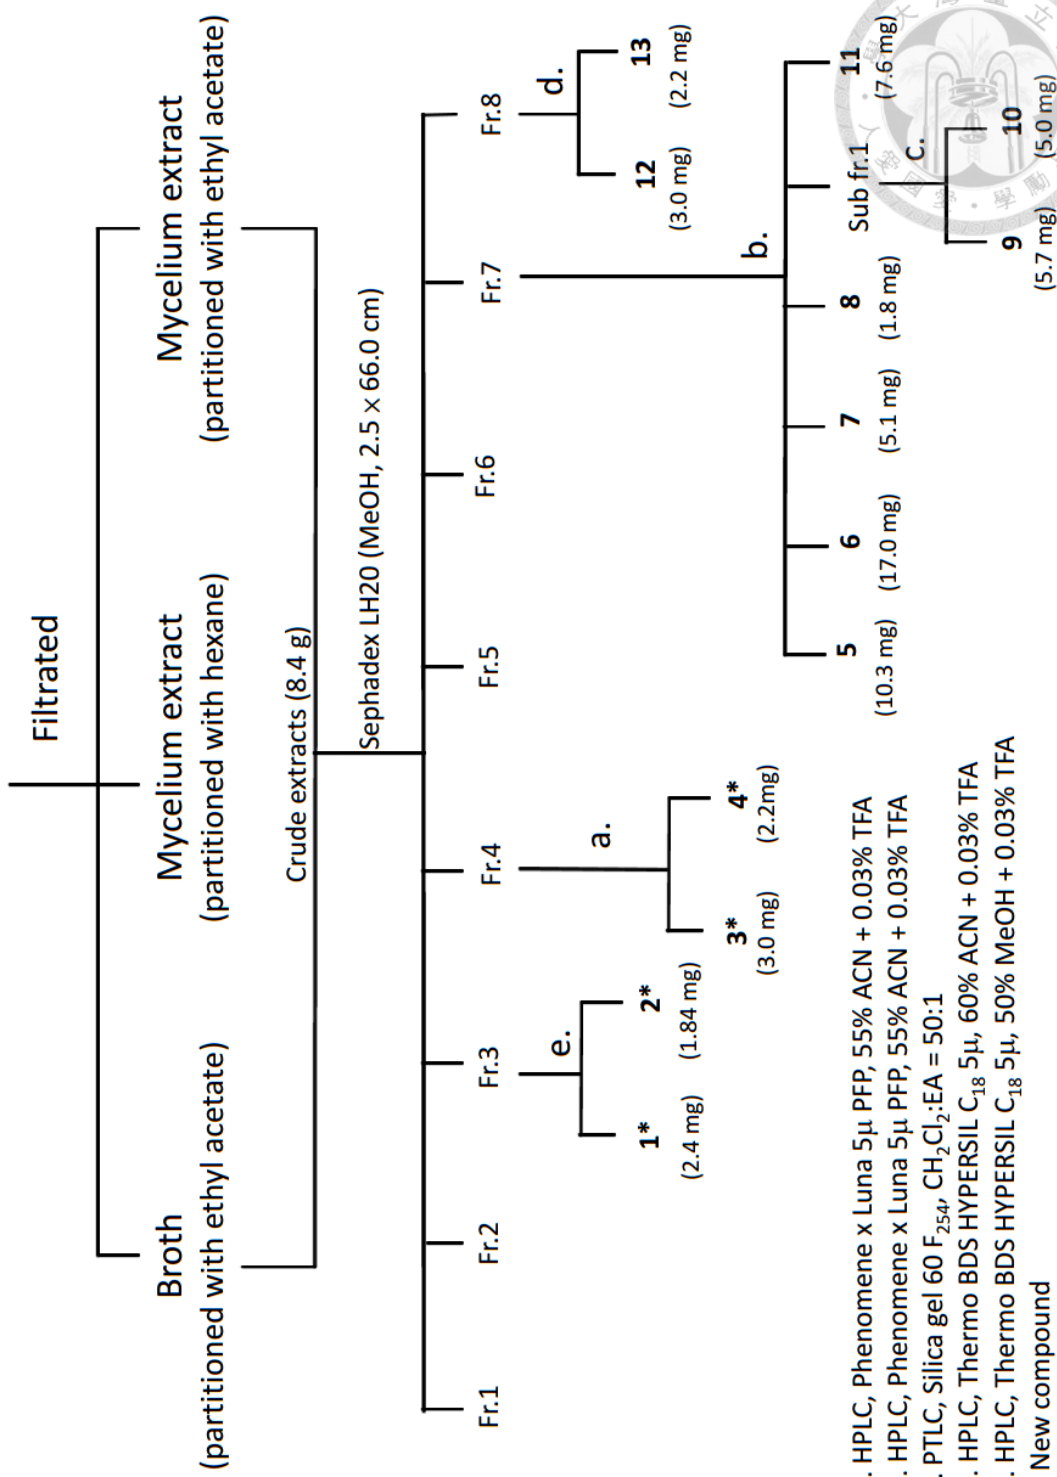 Filtrated
Broth
(partitioned with ethyl acetate)
Mycelium extract
(partitioned with hexane)
Mycelium extract
(partitioned with ethyl acetate)
Crude extracts (8.4 g)
Sephadex LH20 (MeOH, 2.5 × 66.0 cm)
Fr.1 Fr.2 Fr.3 Fr.4 Fr.5 Fr.6 Fr.7 Fr.8
e.
1* 2*
(2.4 mg) (1.84 mg)
a.
3* 4*
(3.0 mg) (2.2mg)
d.
12 13
(3.0 mg) (2.2 mg)
b.
5 6 7 8 Sub fr.1 11
(10.3 mg) (17.0 mg) (5.1 mg) (1.8 mg) (7.6 mg)
c.
9 10
(5.7 mg) (5.0 mg)
. HPLC, Phenomene x Luna 5μ PFP, 55% ACN + 0.03% TFA
. HPLC, Phenomene x Luna 5μ PFP, 55% ACN + 0.03% TFA
. PTLC, Silica gel 60 F254, CH2Cl2:EA = 50:1
. HPLC, Thermo BDS HYPERSIL C18 5μ, 60% ACN + 0.03% TFA
. HPLC, Thermo BDS HYPERSIL C18 5μ, 50% MeOH + 0.03% TFA
New compound